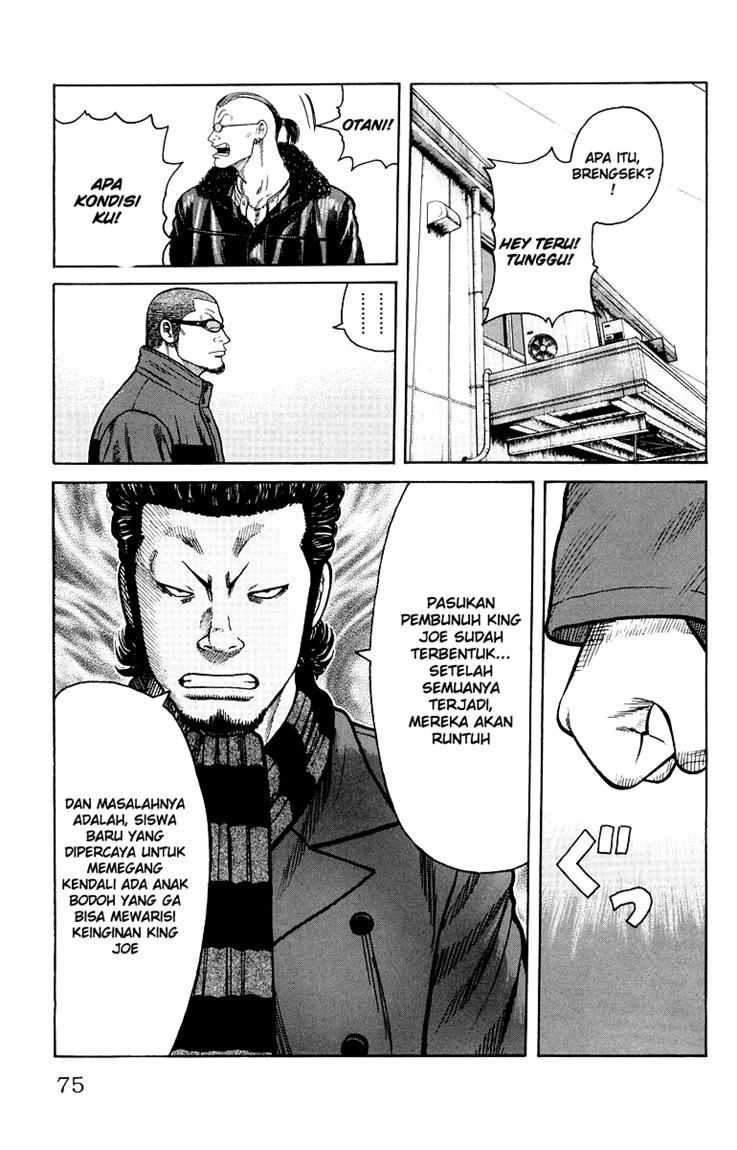 APA ITU,
BRENGSEK?
!
HEY TERU!
TUNGGU!
OTANI!
APA
KONDISI
KU!
PASUKAN
PEMBUNUH KING
JOE SUDAH
TERBENTUK...
SETELAH
SEMUANYA
TERJADI,
MEREKA AKAN
RUNTUH
DAN MASALAHNYA
ADALAH, SISWA
BARU YANG
DIPERCAYA UNTUK
MEMEGANG
KENDALI ADA ANAK
BODOH YANG GA
BISA MEWARISI
KEINGINAN KING
JOE
ぐっ
75